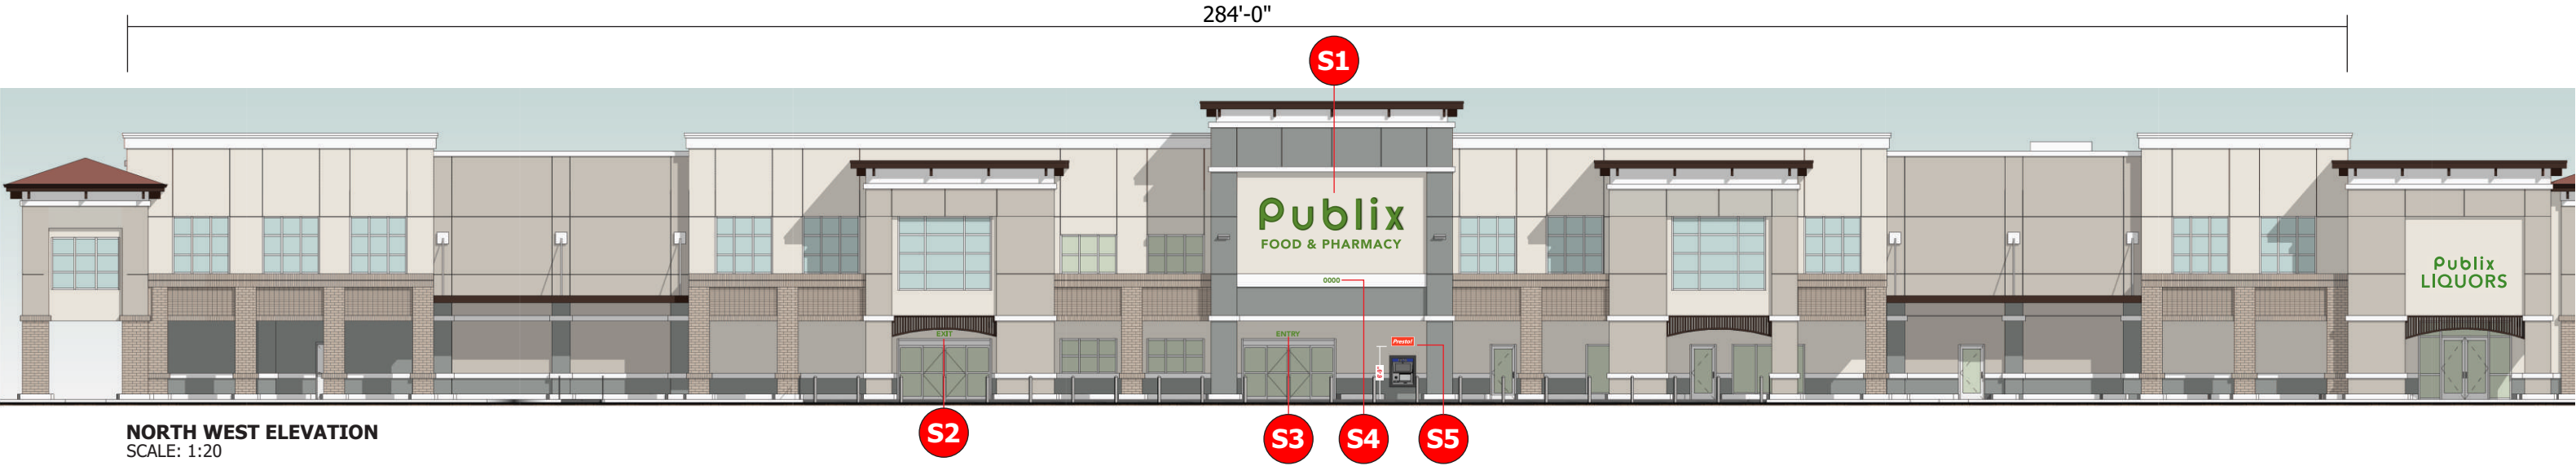 284'-0"
S1
Publix
FOOD & PHARMACY
Publix
LIQUORS
0000
EXIT
ENTRY
Presto!
S2
S3
S4
S5
NORTH WEST ELEVATION
SCALE: 1:20